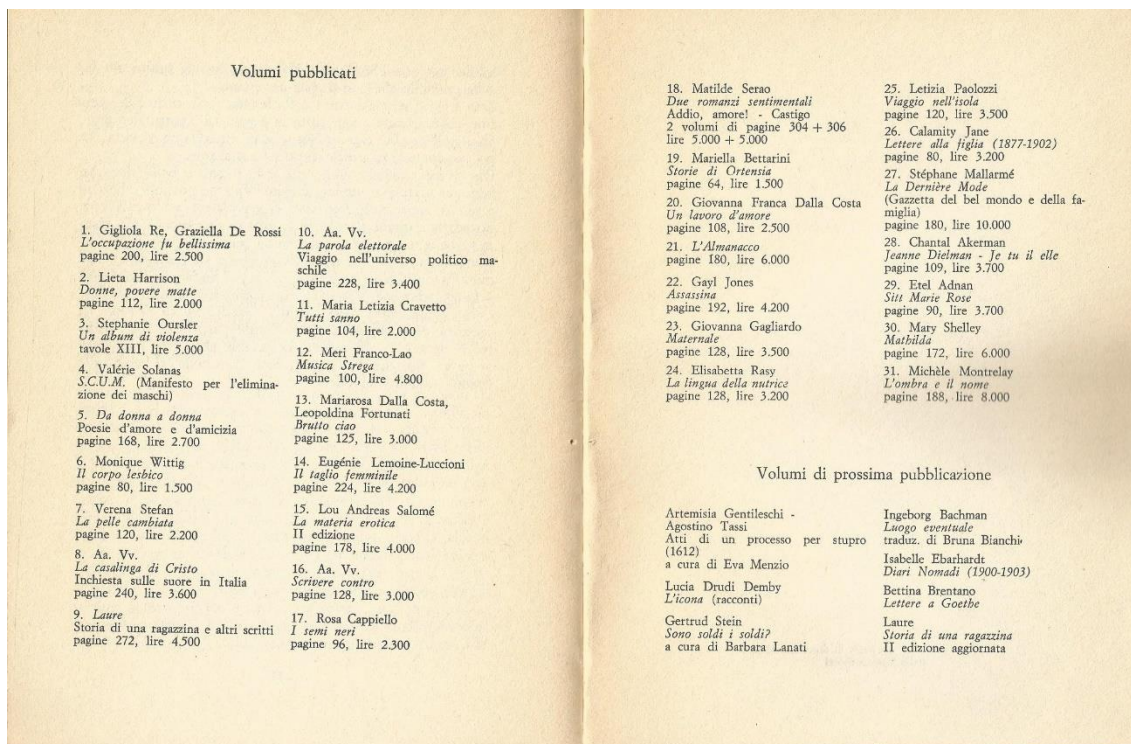 Volumi pubblicati
1. Gigliola Re, Graziella De Rossi
L'occupazione fu bellissima
pagine 200, lire 2.500
2. Lieta Harrison
Donne, povere matte
pagine 112, lire 2.000
3. Stephanie Oursler
Un album di violenza
tavole XIII, lire 5.000
4. Valérie Solanas
S.C.U.M. (Manifesto per l'elimina-
zione dei maschi)
5. Da donna a donna
Poesie d'amore e d'amicizia
pagine 168, lire 2.700
6. Monique Wittig
Il corpo lesbico
pagine 80, lire 1.500
7. Verena Stefan
La pelle cambiata
pagine 120, lire 2.200
8. Aa. Vv.
La casalinga di Cristo
Inchiesta sulle suore in Italia
pagine 240, lire 3.600
9. Laure
Storia di una ragazzina e altri scritti
pagine 272, lire 4.500
10. Aa. Vv.
La parola elettorale
Viaggio nell'universo politico ma-
schile
pagine 228, lire 3.400
11. Maria Letizia Cravetto
Tutti sanno
pagine 104, lire 2.000
12. Meri Franco-Lao
Musica Strega
pagine 100, lire 4.800
13. Mariarosa Dalla Costa,
Leopoldina Fortunati
Brutto ciao
pagine 125, lire 3.000
14. Eugénie Lemoine-Luccioni
Il taglio femminile
pagine 224, lire 4.200
15. Lou Andreas Salomé
La materia erotica
II edizione
pagine 178, lire 4.000
16. Aa. Vv.
Scrivere contro
pagine 128, lire 3.000
17. Rosa Cappiello
I semi neri
pagine 96, lire 2.300
18. Matilde Serao
Due romanzi sentimentali
Addio, amore! - Castigo
2 volumi di pagine 304 + 306
lire 5.000 + 5.000
19. Mariella Bettarini
Storie di Ortensia
pagine 64, lire 1.500
20. Giovanna Franca Dalla Costa
Un lavoro d'amore
pagine 108, lire 2.500
21. L'Almanacco
pagine 180, lire 6.000
22. Gayl Jones
Assassina
pagine 192, lire 4.200
23. Giovanna Gagliardo
Maternale
pagine 128, lire 3.500
24. Elisabetta Rasy
La lingua della nutrice
pagine 128, lire 3.200
25. Letizia Paolozzi
Viaggio nell'isola
pagine 120, lire 3.500
26. Calamity Jane
Lettere alla figlia (1877-1902)
pagine 80, lire 3.200
27. Stéphane Mallarmé
La Dernière Mode
(Gazzetta del bel mondo e della fa-
miglia)
pagine 180, lire 10.000
28. Chantal Akerman
Jeanne Dielman - Je tu il elle
pagine 109, lire 3.700
29. Etel Adnan
Sitt Marie Rose
pagine 90, lire 3.700
30. Mary Shelley
Mathilda
pagine 172, lire 6.000
31. Michèle Montrelay
L'ombra e il nome
pagine 188, lire 8.000
Volumi di prossima pubblicazione
Artemisia Gentileschi -
Agostino Tassi
Atti di un processo per stupro
(1612)
a cura di Eva Menzio
Lucia Drudi Demby
L'icona (racconti)
Gertrud Stein
Sono soldi i soldi?
a cura di Barbara Lanati
Ingeborg Bachman
Luogo eventuale
traduz. di Bruna Bianchi
Isabelle Ebarhardt
Diari Nomadi (1900-1903)
Bettina Brentano
Lettere a Goethe
Laure
Storia di una ragazzina
II edizione aggiornata